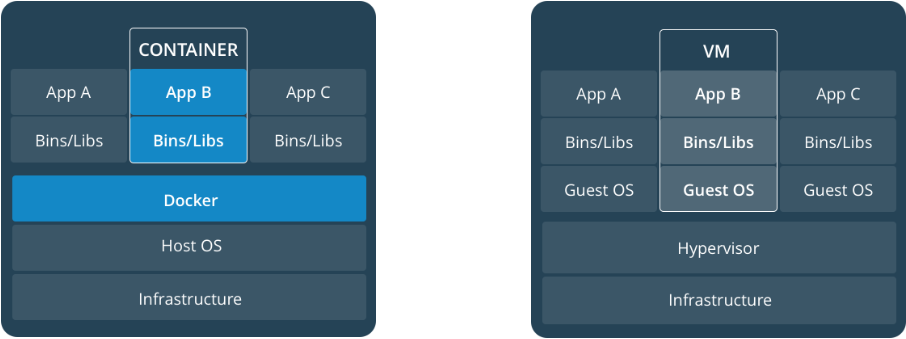 CONTAINER
App A App B App C
Bins/Libs Bins/Libs Bins/Libs
Docker
Host OS
Infrastructure
VM
App A App B App C
Bins/Libs Bins/Libs Bins/Libs
Guest OS Guest OS Guest OS
Hypervisor
Infrastructure